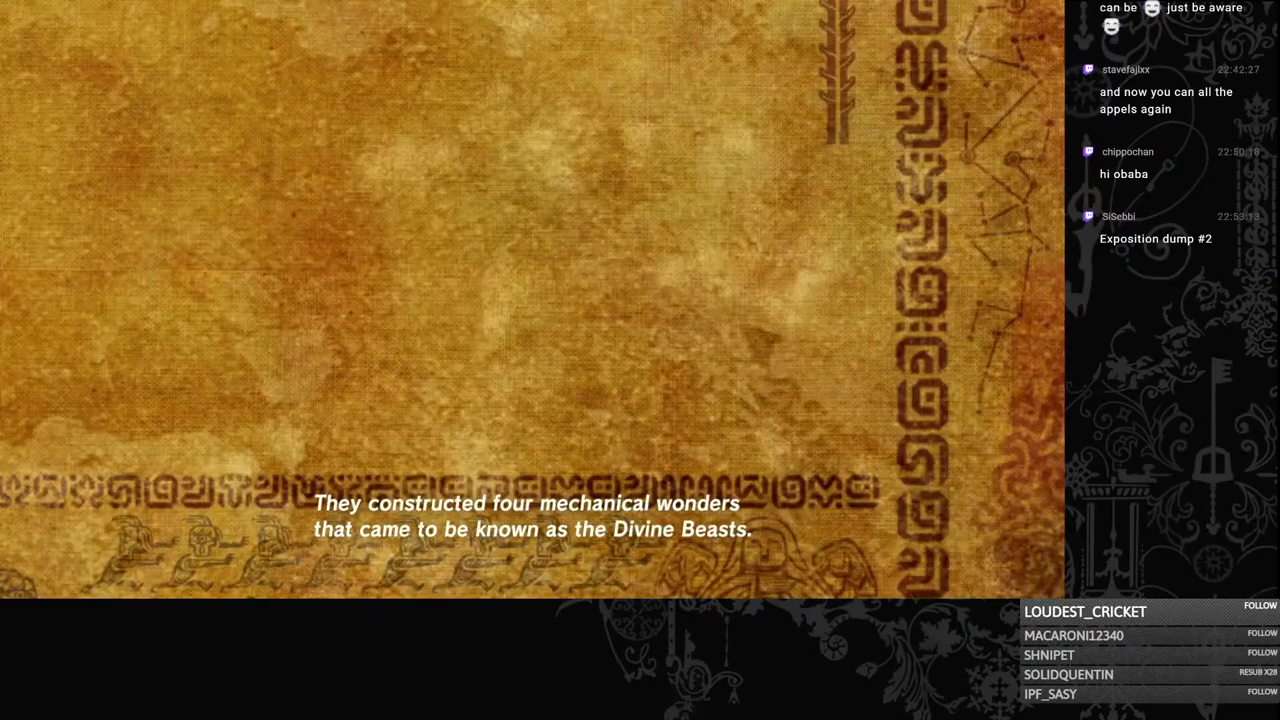 can be just be aware
stavefajlxx 22:42:27
and now you can all the
appels again
chippochan 22:50:18
hi obaba
SiSebbi 22:53:13
Exposition dump #2
They constructed four mechanical wonders
that came to be known as the Divine Beasts.
LOUDEST_CRICKET FOLLOW
MACARONI12340 FOLLOW
SHNIPET FOLLOW
SOLIDQUENTIN RESUB X28
IPF_SASY FOLLOW